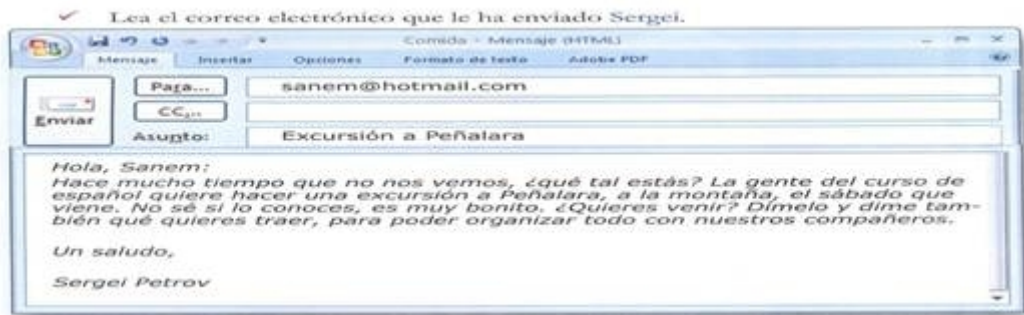 ✓ Lea el correo electrónico que le ha enviado Sergei.
Comida - Mensaje (HTML)
Mensaje Insertar Opciones Formato de texto Adobe PDF
Para... sanem@hotmail.com
Enviar
CC...
Asunto: Excursión a Peñalara
Hola, Sanem:
Hace mucho tiempo que no nos vemos, ¿qué tal estás? La gente del curso de
español quiere hacer una excursión a Peñalara, a la montaña, el sábado que
viene. No sé si lo conoces, es muy bonito. ¿Quieres venir? Dímelo y dime tam-
bién qué quieres traer, para poder organizar todo con nuestros compañeros.
Un saludo,
Sergei Petrov